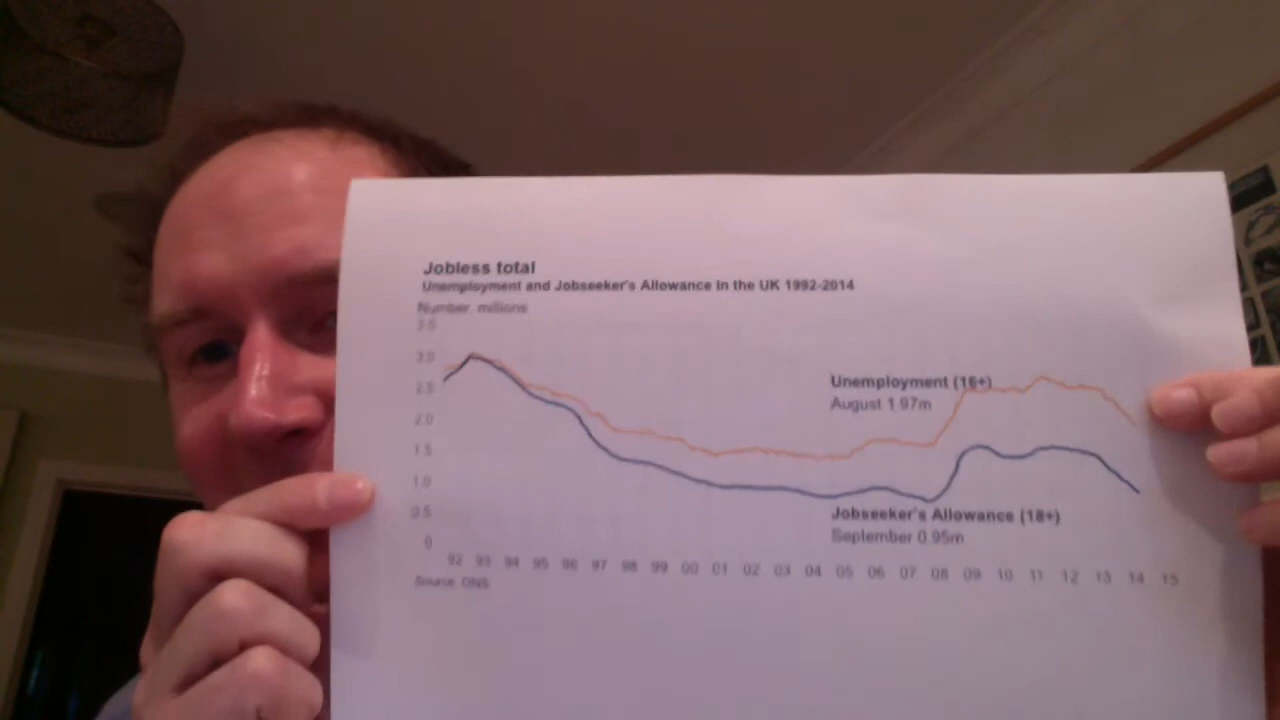 Jobless total
Unemployment and Jobseeker's Allowance in the UK 1992-2014
Number, millions
3.5
3.0
2.5
2.0
1.5
1.0
0.5
0
Unemployment (16+)
August 1.97m
Jobseeker's Allowance (18+)
September 0.95m
92 93 94 95 96 97 98 99 00 01 02 03 04 05 06 07 08 09 10 11 12 13 14 15
Source: ONS